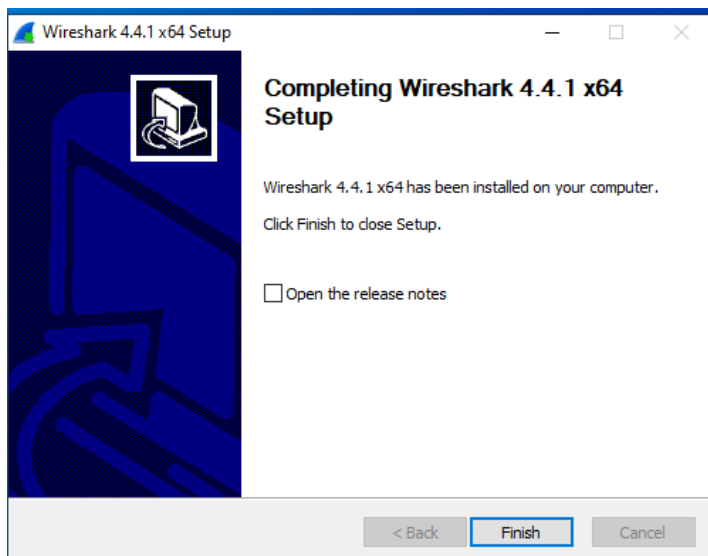 Wireshark 4.4.1 x64 Setup
Completing Wireshark 4.4.1 x64
Setup
Wireshark 4.4.1 x64 has been installed on your computer.
Click Finish to close Setup.
Open the release notes
< Back
Finish
Cancel